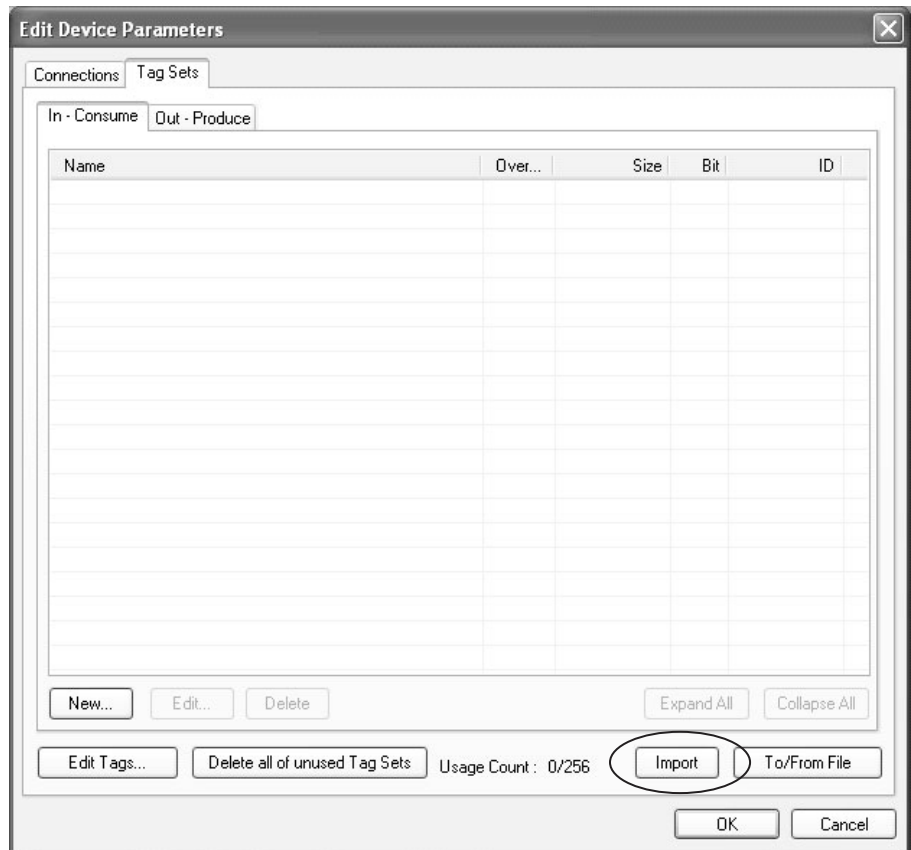 Edit Device Parameters
Connections Tag Sets
In - Consume Out - Produce
Name Over... Size Bit ID
New... Edit... Delete Expand All Collapse All
Edit Tags... Delete all of unused Tag Sets Usage Count : 0/256 Import To/From File
OK Cancel